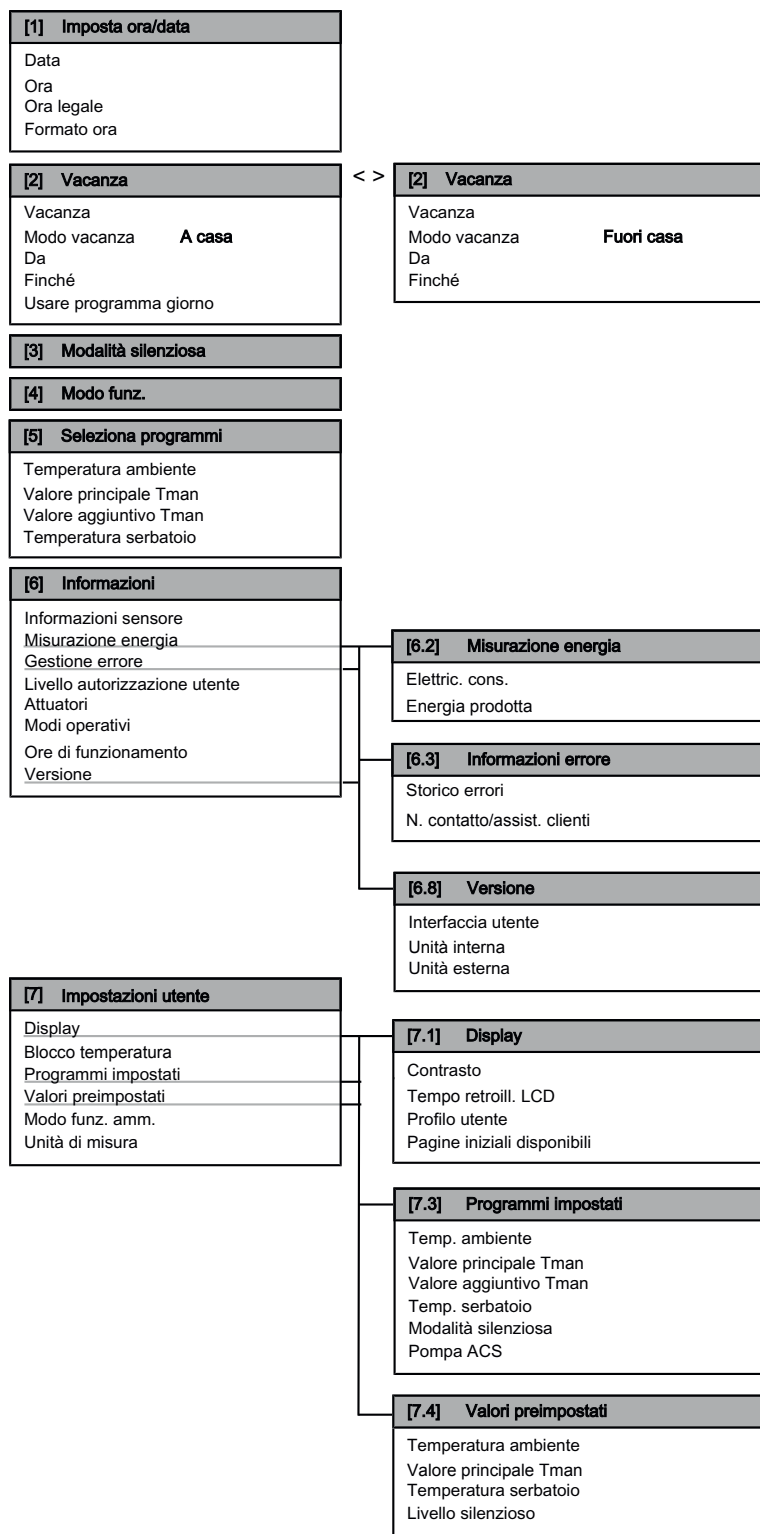 [1] Imposta ora/data
Data
Ora
Ora legale
Formato ora
[2] Vacanza
Vacanza
Modo vacanza A casa
Da
Finché
Usare programma giorno
< >
[2] Vacanza
Vacanza
Modo vacanza Fuori casa
Da
Finché
[3] Modalità silenziosa
[4] Modo funz.
[5] Seleziona programmi
Temperatura ambiente
Valore principale Tman
Valore aggiuntivo Tman
Temperatura serbatoio
[6] Informazioni
Informazioni sensore
Misurazione energia
Gestione errore
Livello autorizzazione utente
Attuatori
Modi operativi
Ore di funzionamento
Versione
[6.2] Misurazione energia
Elettric. cons.
Energia prodotta
[6.3] Informazioni errore
Storico errori
N. contatto/assist. clienti
[6.8] Versione
Interfaccia utente
Unità interna
Unità esterna
[7] Impostazioni utente
Display
Blocco temperatura
Programmi impostati
Valori preimpostati
Modo funz. amm.
Unità di misura
[7.1] Display
Contrasto
Tempo retroill. LCD
Profilo utente
Pagine iniziali disponibili
[7.3] Programmi impostati
Temp. ambiente
Valore principale Tman
Valore aggiuntivo Tman
Temp. serbatoio
Modalità silenziosa
Pompa ACS
[7.4] Valori preimpostati
Temperatura ambiente
Valore principale Tman
Temperatura serbatoio
Livello silenzioso